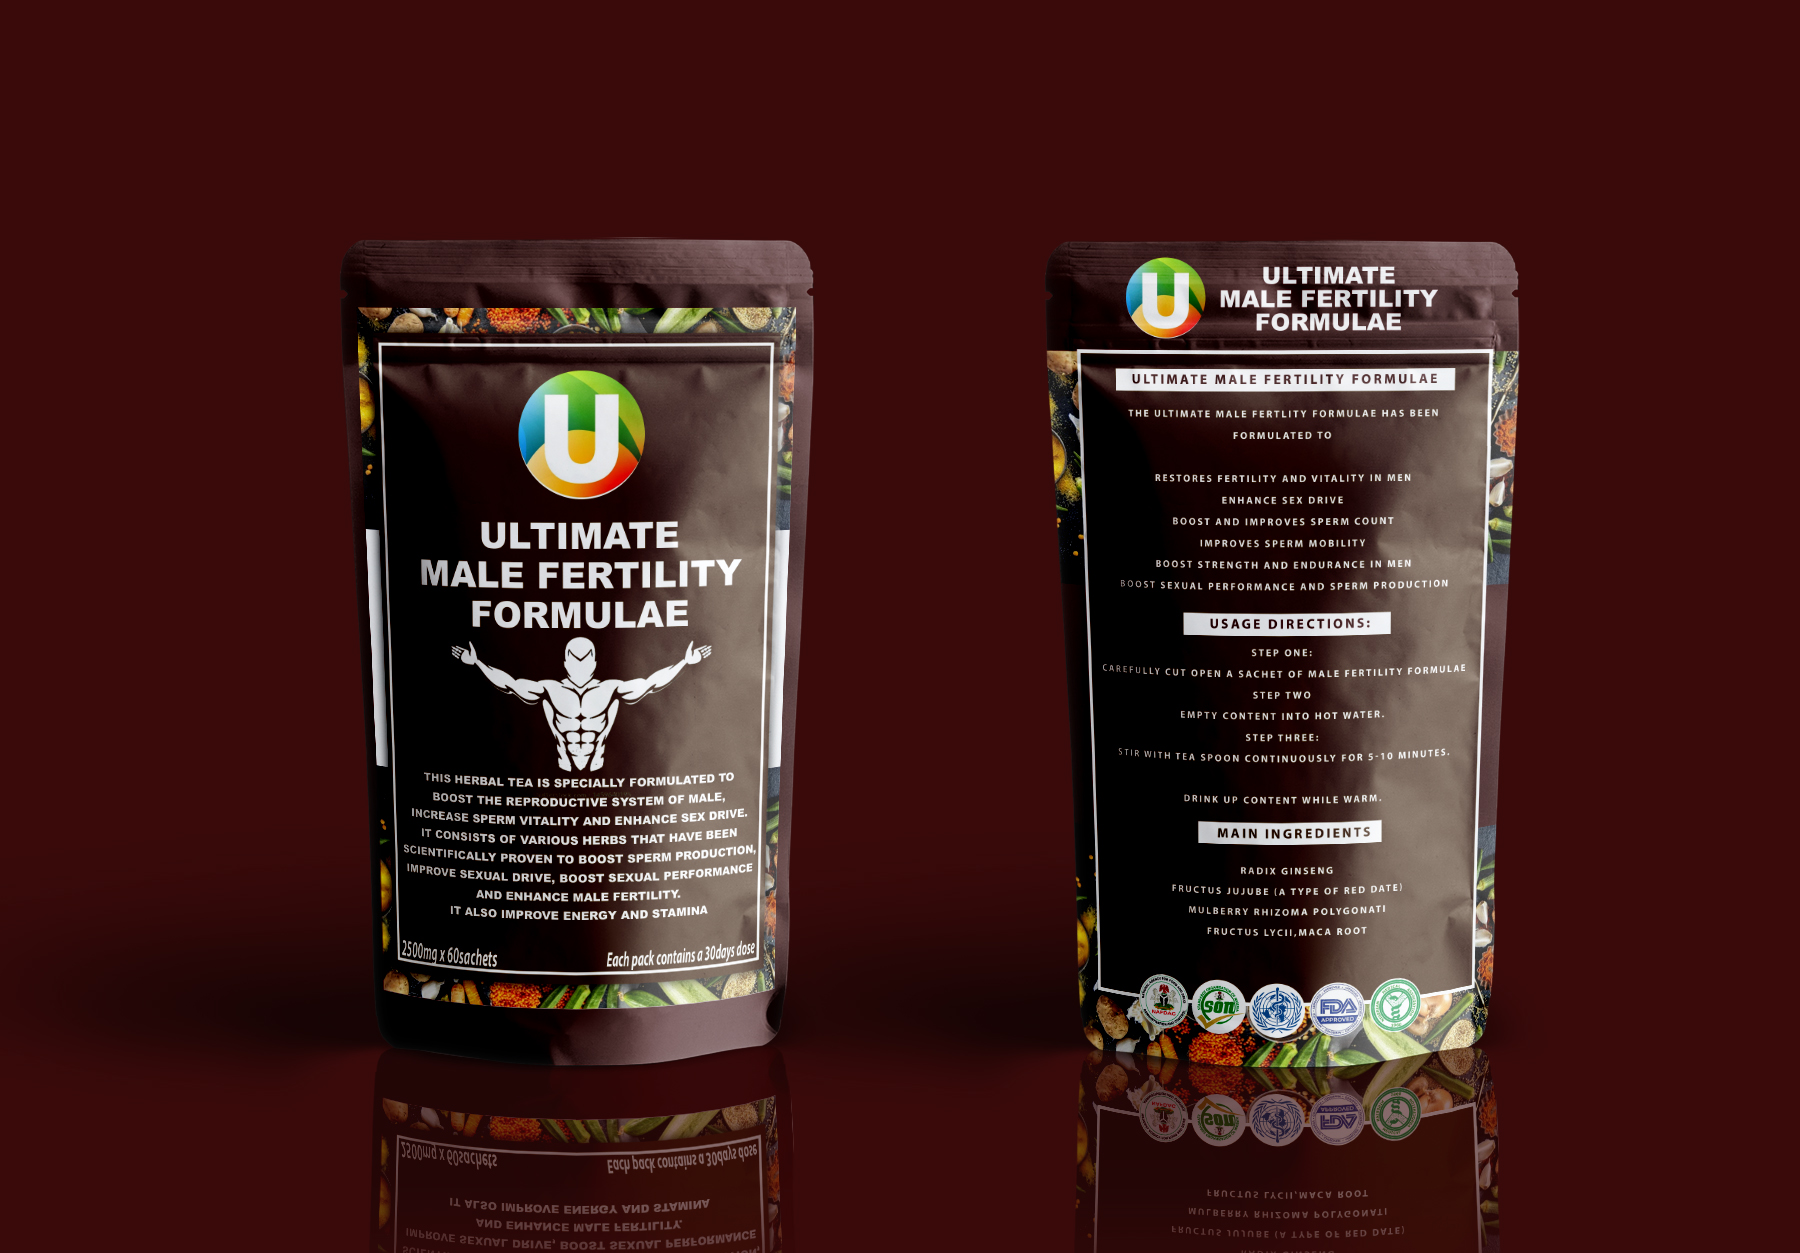 U
ULTIMATE
MALE FERTILITY
FORMULAE
THIS HERBAL TEA IS SPECIALLY FORMULATED TO
BOOST THE REPRODUCTIVE SYSTEM OF MALE,
INCREASE SPERM VITALITY AND ENHANCE SEX DRIVE.
IT CONSISTS OF VARIOUS HERBS THAT HAVE BEEN
SCIENTIFICALLY PROVEN TO BOOST SPERM PRODUCTION,
IMPROVE SEXUAL DRIVE, BOOST SEXUAL PERFORMANCE
AND ENHANCE MALE FERTILITY.
IT ALSO IMPROVE ENERGY AND STAMINA
2500mg x 60sachets
Each pack contains a 30days dose
U
ULTIMATE
MALE FERTILITY
FORMULAE
ULTIMATE MALE FERTILITY FORMULAE
THE ULTIMATE MALE FERTLITY FORMULAE HAS BEEN
FORMULATED TO
RESTORES FERTILITY AND VITALITY IN MEN
ENHANCE SEX DRIVE
BOOST AND IMPROVES SPERM COUNT
IMPROVES SPERM MOBILITY
BOOST STRENGTH AND ENDURANCE IN MEN
BOOST SEXUAL PERFORMANCE AND SPERM PRODUCTION
USAGE DIRECTIONS:
STEP ONE:
CAREFULLY CUT OPEN A SACHET OF MALE FERTILITY FORMULAE
STEP TWO
EMPTY CONTENT INTO HOT WATER.
STEP THREE:
STIR WITH TEA SPOON CONTINUOUSLY FOR 5-10 MINUTES.
DRINK UP CONTENT WHILE WARM.
MAIN INGREDIENTS
RADIX GINSENG
FRUCTUS JUJUBE (A TYPE OF RED DATE)
MULBERRY RHIZOMA POLYGONATI
FRUCTUS LYCII,MACA ROOT
NAFDAC
SON
FDA
APPROVED